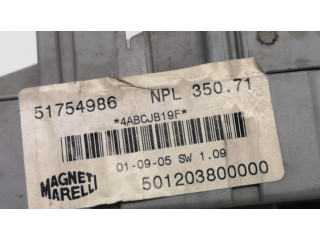 51754986 NPL 350.71
*4ABCJB19F*
01-09-05 SW 1.09
MAGNETI
MARELLI
501203800000